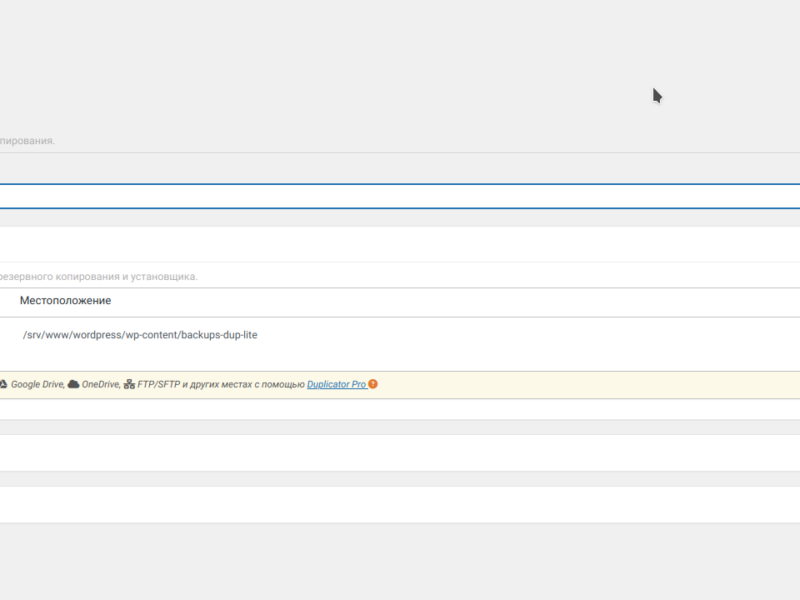 пирования.
резервного копирования и установщика.
Местоположение
/srv/www/wordpress/wp-content/backups-dup-lite
Google Drive, OneDrive, FTP/SFTP и других местах с помощью Duplicator Pro ?